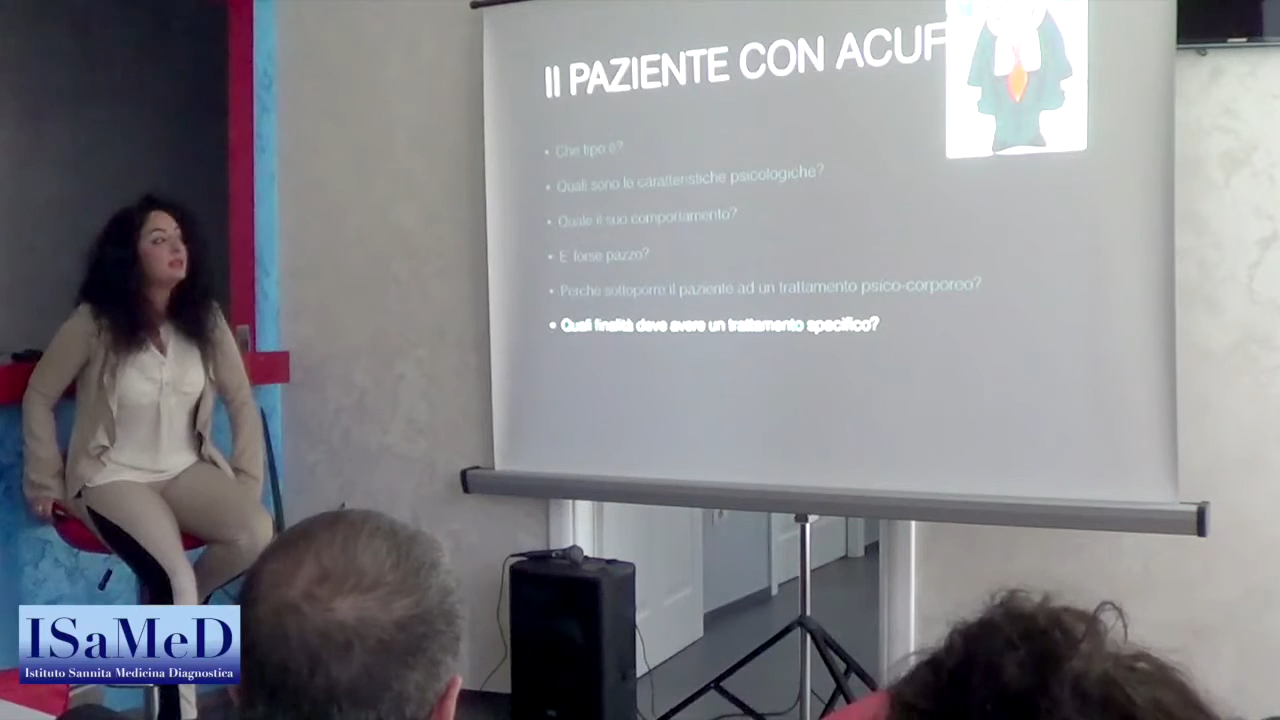 Il PAZIENTE CON ACUF
• Che tipo è?
• Quali sono le caratteristiche psicologiche?
• Quale il suo comportamento?
• E' forse pazzo?
• Perche sottoporre il paziente ad un trattamento psico-corporeo?
• Quali finalità deve avere un trattamento specifico?
ISaMeD
Istituto Sannita Medicina Diagnostica